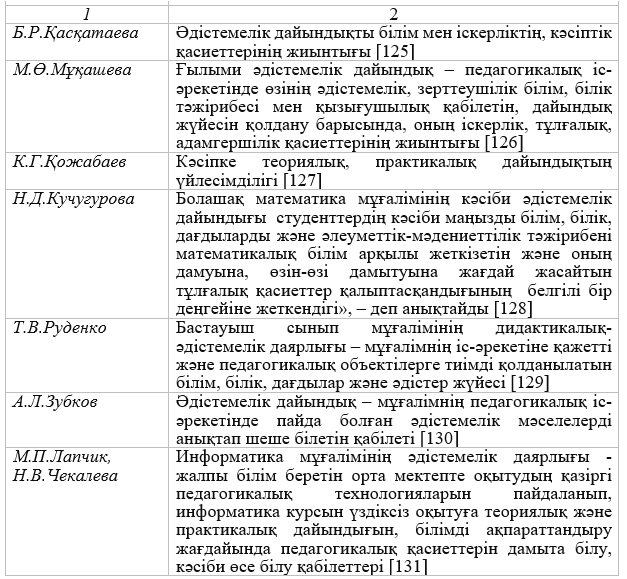 1 2
Б.Р.Қасқатаева Әдістемелік дайындықты білім мен іскерліктің, кәсіптік
қасиеттерінің жиынтығы [125]
М.Ө.Мұқашева Ғылыми әдістемелік дайындық – педагогикалық іс-
әрекетінде өзінің әдістемелік, зерттеушілік білім, білік
тәжірибесі мен қызығушылық қабілетін, дайындық
жүйесін қолдану барысында, оның іскерлік, тұлғалық,
адамгершілік қасиеттерінің жиынтығы [126]
К.Г.Қожабаев Кәсіпке теориялық, практикалық дайындықтың
үйлесімділігі [127]
Н.Д.Кучугурова Болашақ математика мұғалімінің кәсіби әдістемелік
дайындығы студенттердің кәсіби маңызды білім, білік,
дағдыларды және әлеуметтік-мәдениеттілік тәжірибені
математикалық білім арқылы жеткізетін және оның
дамуына, өзін-өзі дамытуына жағдай жасайтын
тұлғалық қасиеттер қалыптасқандығының белгілі бір
деңгейіне жеткендігі», – деп анықтайды [128]
Т.В.Руденко Бастауыш сынып мұғалімінің дидактикалық-
әдістемелік даярлығы – мұғалімнің іс-әрекетіне қажетті
және педагогикалық объектілерге тиімді қолданылатын
білім, білік, дағдылар және әдістер жүйесі [129]
А.Л.Зубков Әдістемелік дайындық – мұғалімнің педагогикалық іс-
әрекетінде пайда болған әдістемелік мәселелерді
анықтап шеше білетін қабілеті [130]
М.П.Лапчик, Информатика мұғалімінің әдістемелік даярлығы -
Н.В.Чекалева жалпы білім беретін орта мектепте оқытудың қазіргі
педагогикалық технологияларын пайдаланып,
информатика курсын үздіксіз оқытуға теориялық және
практикалық дайындығын, білімді ақпараттандыру
жағдайында педагогикалық қасиеттерін дамыта білу,
кәсіби өсе білу қабілеттері [131]